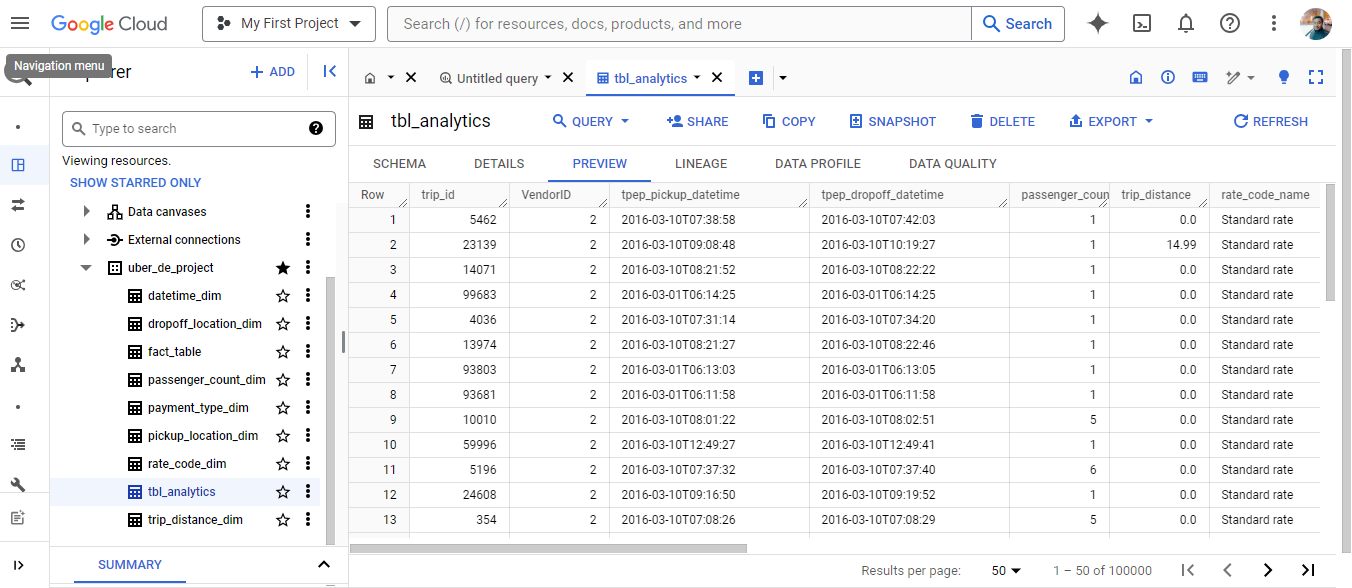 Google Cloud My First Project Search (/) for resources, docs, products, and more Search
Navigation menu
rer
ADD
Untitled query
tbl_analytics
Type to search
Viewing resources.
SHOW STARRED ONLY
Data canvases
External connections
uber_de_project
datetime_dim
dropoff_location_dim
fact_table
passenger_count_dim
payment_type_dim
pickup_location_dim
rate_code_dim
tbl_analytics
trip_distance_dim
SUMMARY
tbl_analytics QUERY SHARE COPY SNAPSHOT DELETE EXPORT REFRESH
SCHEMA DETAILS PREVIEW LINEAGE DATA PROFILE DATA QUALITY
Row trip_id VendorID tpep_pickup_datetime tpep_dropoff_datetime passenger_coun trip_distance rate_code_name
1 5462 2 2016-03-10T07:38:58 2016-03-10T07:42:03 1 0.0 Standard rate
2 23139 2 2016-03-10T09:08:48 2016-03-10T10:19:27 1 14.99 Standard rate
3 14071 2 2016-03-10T08:21:52 2016-03-10T08:22:22 1 0.0 Standard rate
4 99683 2 2016-03-01T06:14:25 2016-03-01T06:14:25 1 0.0 Standard rate
5 4036 2 2016-03-10T07:31:14 2016-03-10T07:34:20 1 0.0 Standard rate
6 13974 2 2016-03-10T08:21:27 2016-03-10T08:22:46 1 0.0 Standard rate
7 93803 2 2016-03-01T06:13:03 2016-03-01T06:13:05 1 0.0 Standard rate
8 93681 2 2016-03-01T06:11:58 2016-03-01T06:11:58 1 0.0 Standard rate
9 10010 2 2016-03-10T08:01:22 2016-03-10T08:02:51 5 0.0 Standard rate
10 59996 2 2016-03-10T12:49:27 2016-03-10T12:49:41 1 0.0 Standard rate
11 5196 2 2016-03-10T07:37:32 2016-03-10T07:37:40 6 0.0 Standard rate
12 24608 2 2016-03-10T09:16:50 2016-03-10T09:19:52 1 0.0 Standard rate
13 354 2 2016-03-10T07:08:26 2016-03-10T07:08:29 5 0.0 Standard rate
Results per page: 50 1 – 50 of 100000